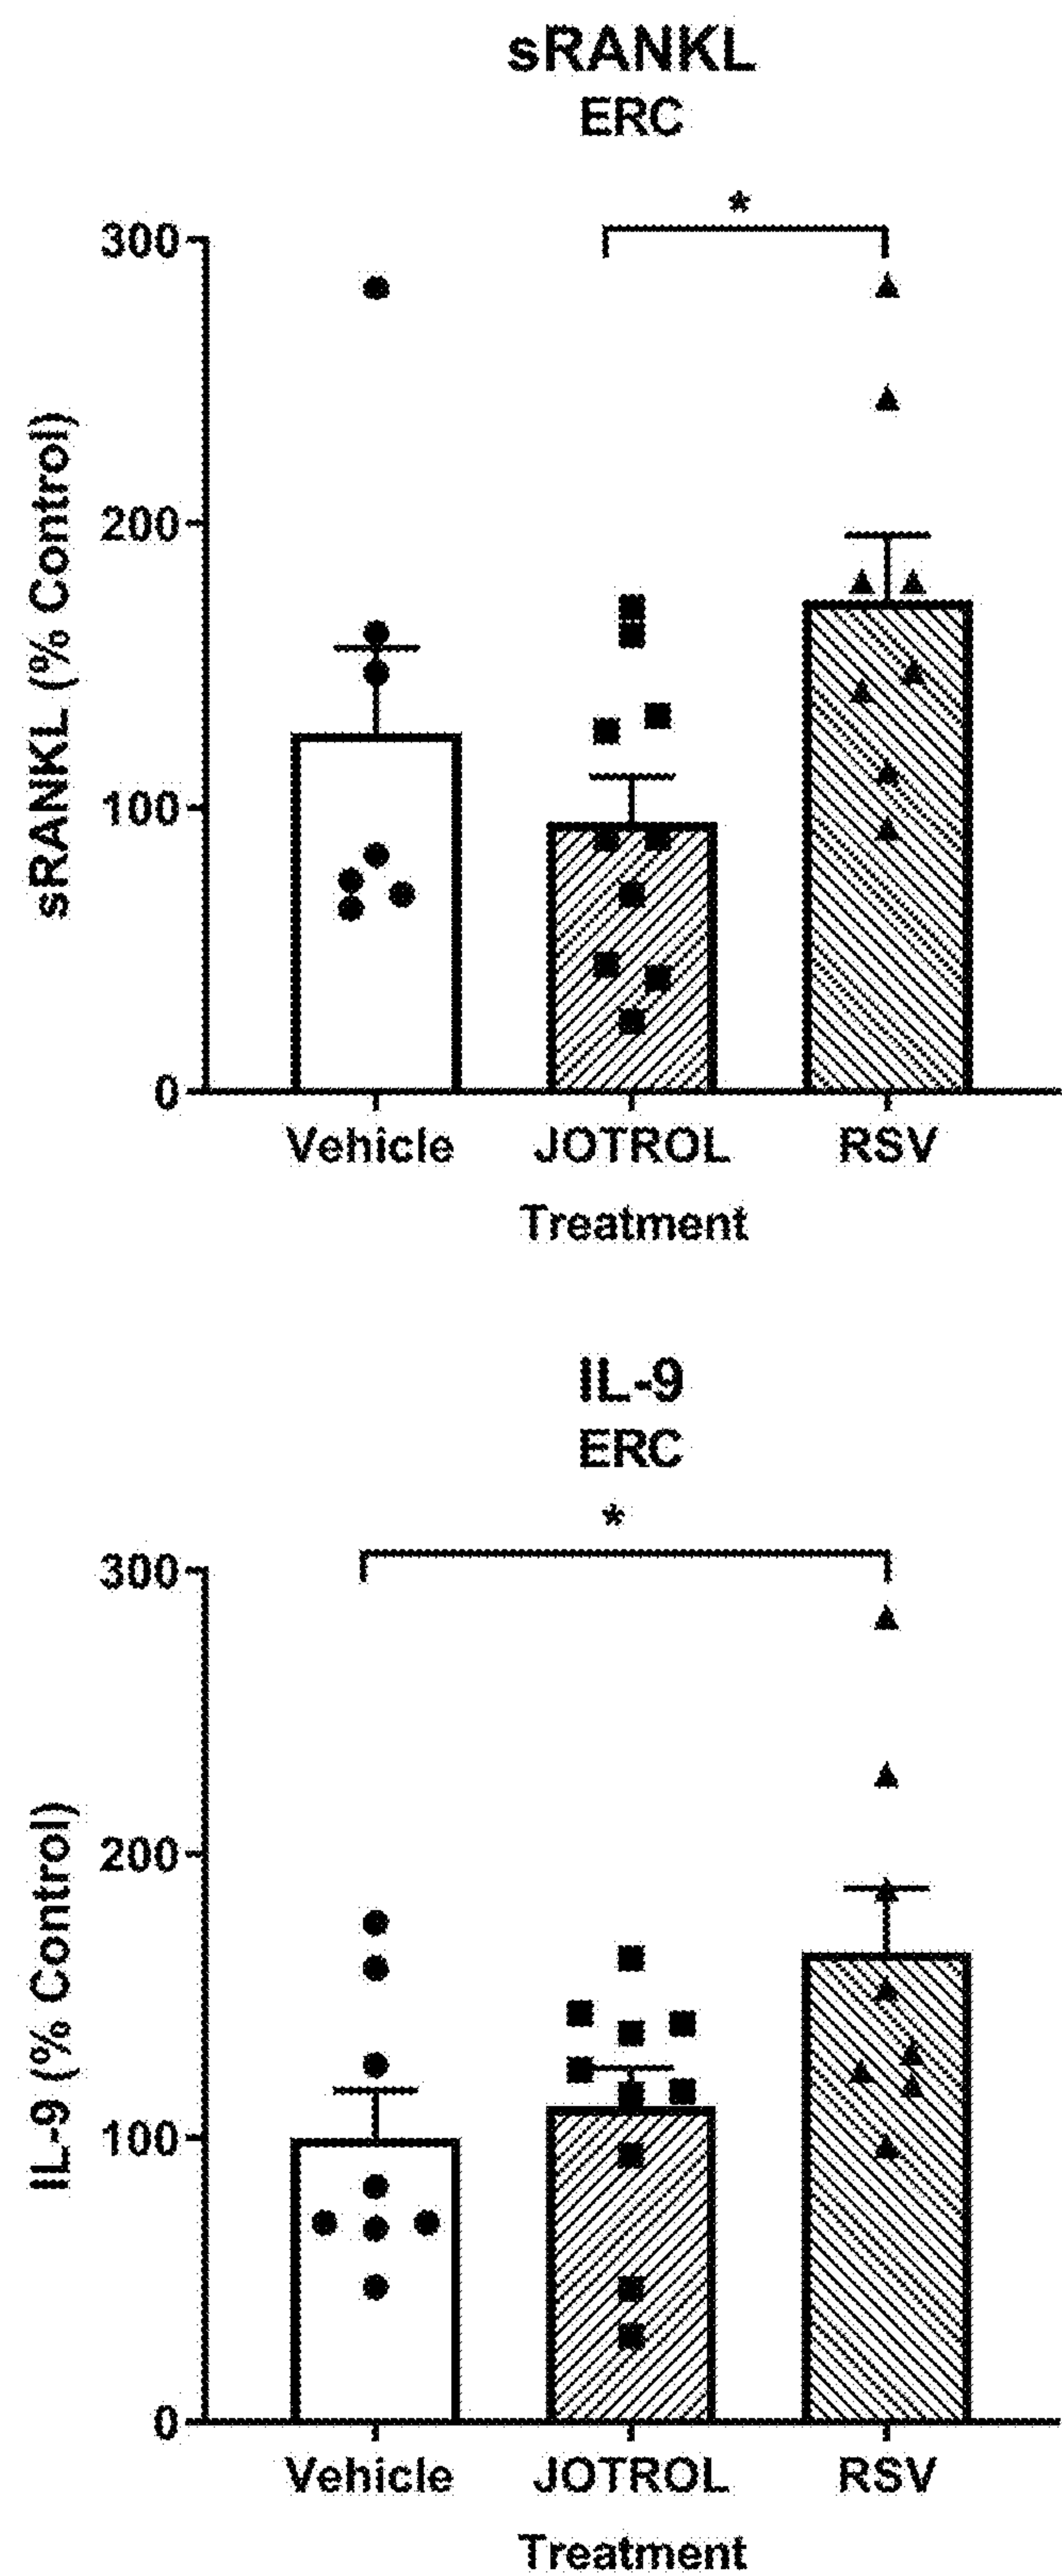 sRANKL
ERC
*
300
200
100
0
sRANKL (% Control)
Vehicle JOTROL RSV
Treatment
IL-9
ERC
*
300
200
100
0
IL-9 (% Control)
Vehicle JOTROL RSV
Treatment